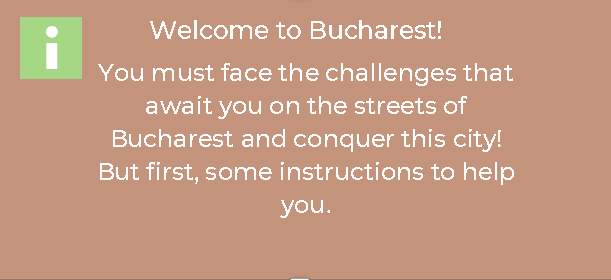 i
Welcome to Bucharest!
You must face the challenges that
await you on the streets of
Bucharest and conquer this city!
But first, some instructions to help
you.